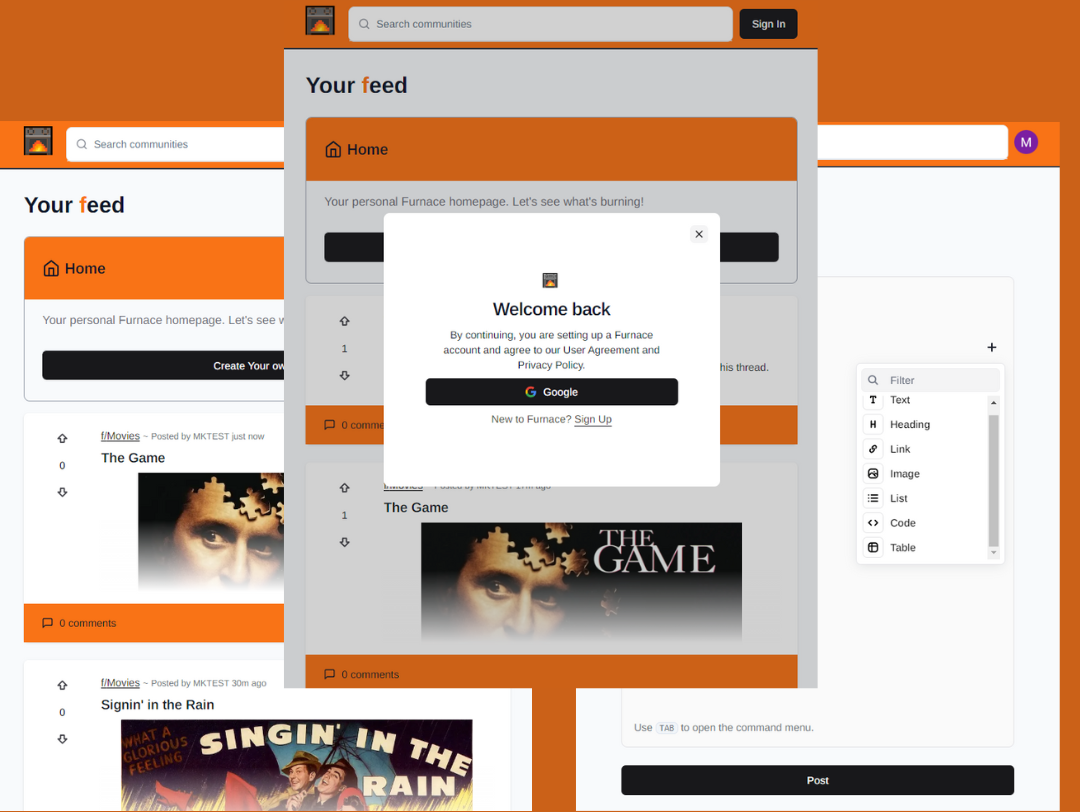 Search communities
Sign In
Your feed
Home
Your personal Furnace homepage. Let's see what's burning!
Welcome back
By continuing, you are setting up a Furnace
account and agree to our User Agreement and
Privacy Policy.
Google
New to Furnace? Sign Up
1
his thread.
0 comme
f/Movies ~ Posted by MKTEST 17m ago
1
The Game
THE
GAME
0 comments
Search communities
Your feed
Home
Your personal Furnace homepage. Let's see w
Create Your ow
f/Movies ~ Posted by MKTEST just now
0
The Game
0 comments
f/Movies ~ Posted by MKTEST 30m ago
0
Signin' in the Rain
WHAT A
GLORIOUS
FEELING
SINGIN' IN THE
RAIN
M
Filter
Text
Heading
Link
Image
List
Code
Table
Use TAB to open the command menu.
Post